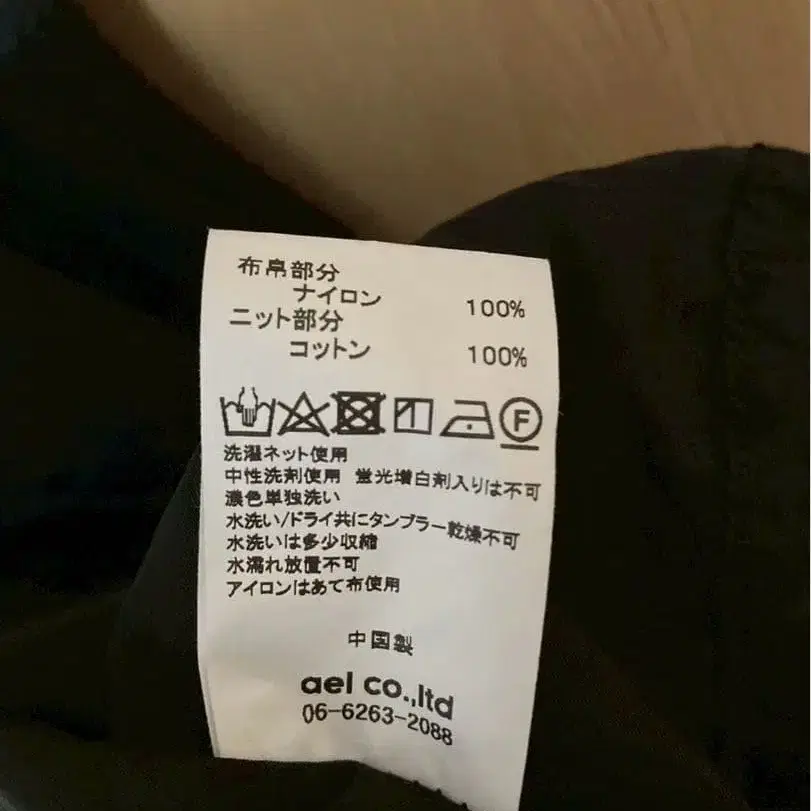 布帛部分
ナイロン 100%
ニット部分
コットン 100%
F
洗濯ネット使用
中性洗剤使用 蛍光増白剤入りは不可
濃色単独洗い
水洗い/ドライ共にタンブラー乾燥不可
水洗いは多少収縮
水濡れ放置不可
アイロンはあて布使用
中国製
ael co.,ltd
06-6263-2088